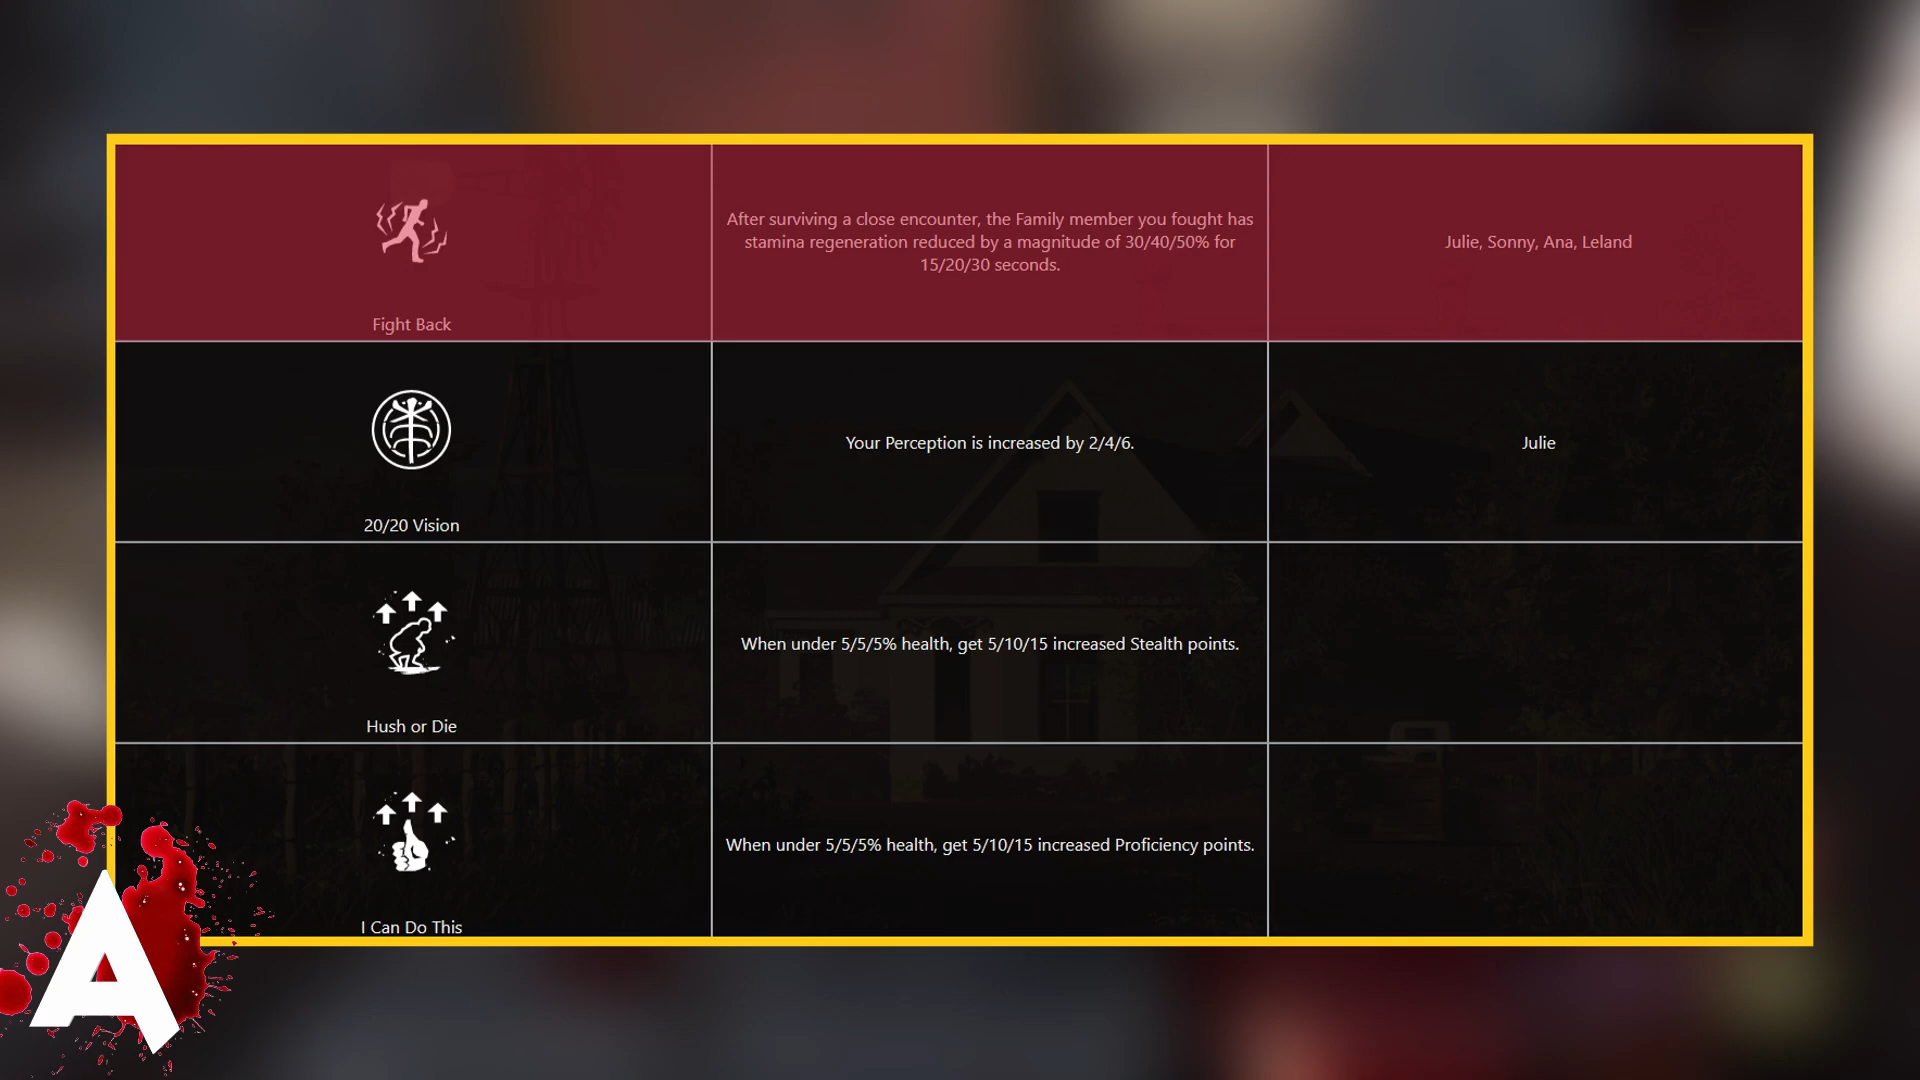 After surviving a close encounter, the Family member you fought has
stamina regeneration reduced by a magnitude of 30/40/50% for
15/20/30 seconds.
Julie, Sonny, Ana, Leland
Fight Back
Your Perception is increased by 2/4/6.
Julie
20/20 Vision
When under 5/5/5% health, get 5/10/15 increased Stealth points.
Hush or Die
When under 5/5/5% health, get 5/10/15 increased Proficiency points.
I Can Do This
A